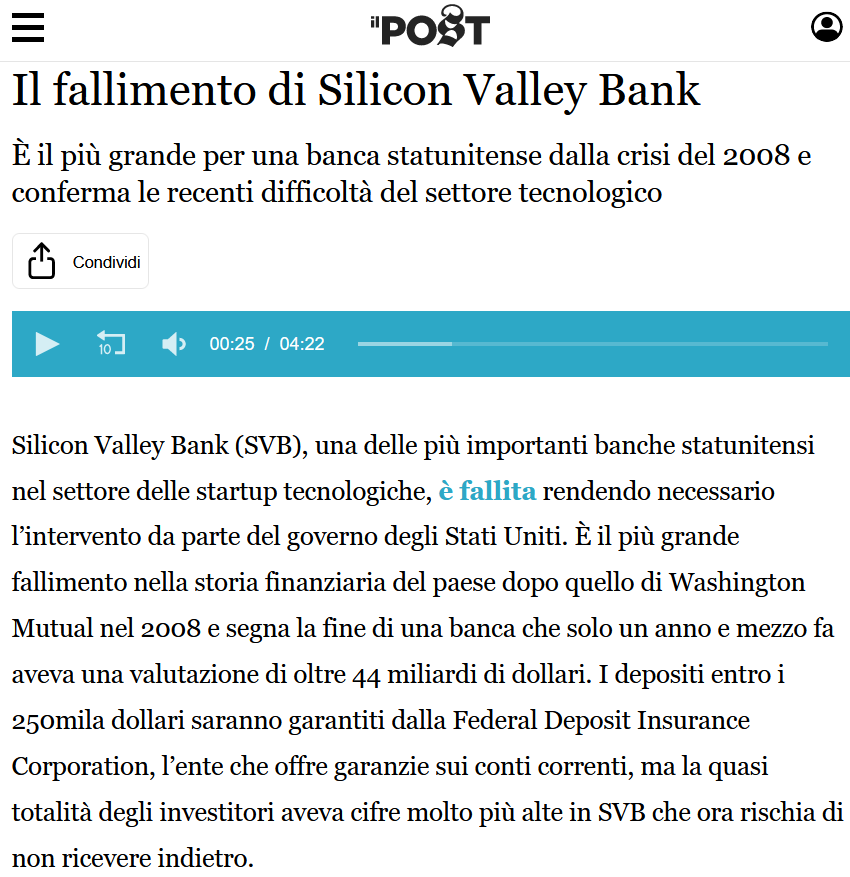 il POST
Il fallimento di Silicon Valley Bank
È il più grande per una banca statunitense dalla crisi del 2008 e
conferma le recenti difficoltà del settore tecnologico
Condividi
10
00:25 / 04:22
Silicon Valley Bank (SVB), una delle più importanti banche statunitensi
nel settore delle startup tecnologiche, è fallita rendendo necessario
l’intervento da parte del governo degli Stati Uniti. È il più grande
fallimento nella storia finanziaria del paese dopo quello di Washington
Mutual nel 2008 e segna la fine di una banca che solo un anno e mezzo fa
aveva una valutazione di oltre 44 miliardi di dollari. I depositi entro i
250mila dollari saranno garantiti dalla Federal Deposit Insurance
Corporation, l’ente che offre garanzie sui conti correnti, ma la quasi
totalità degli investitori aveva cifre molto più alte in SVB che ora rischia di
non ricevere indietro.